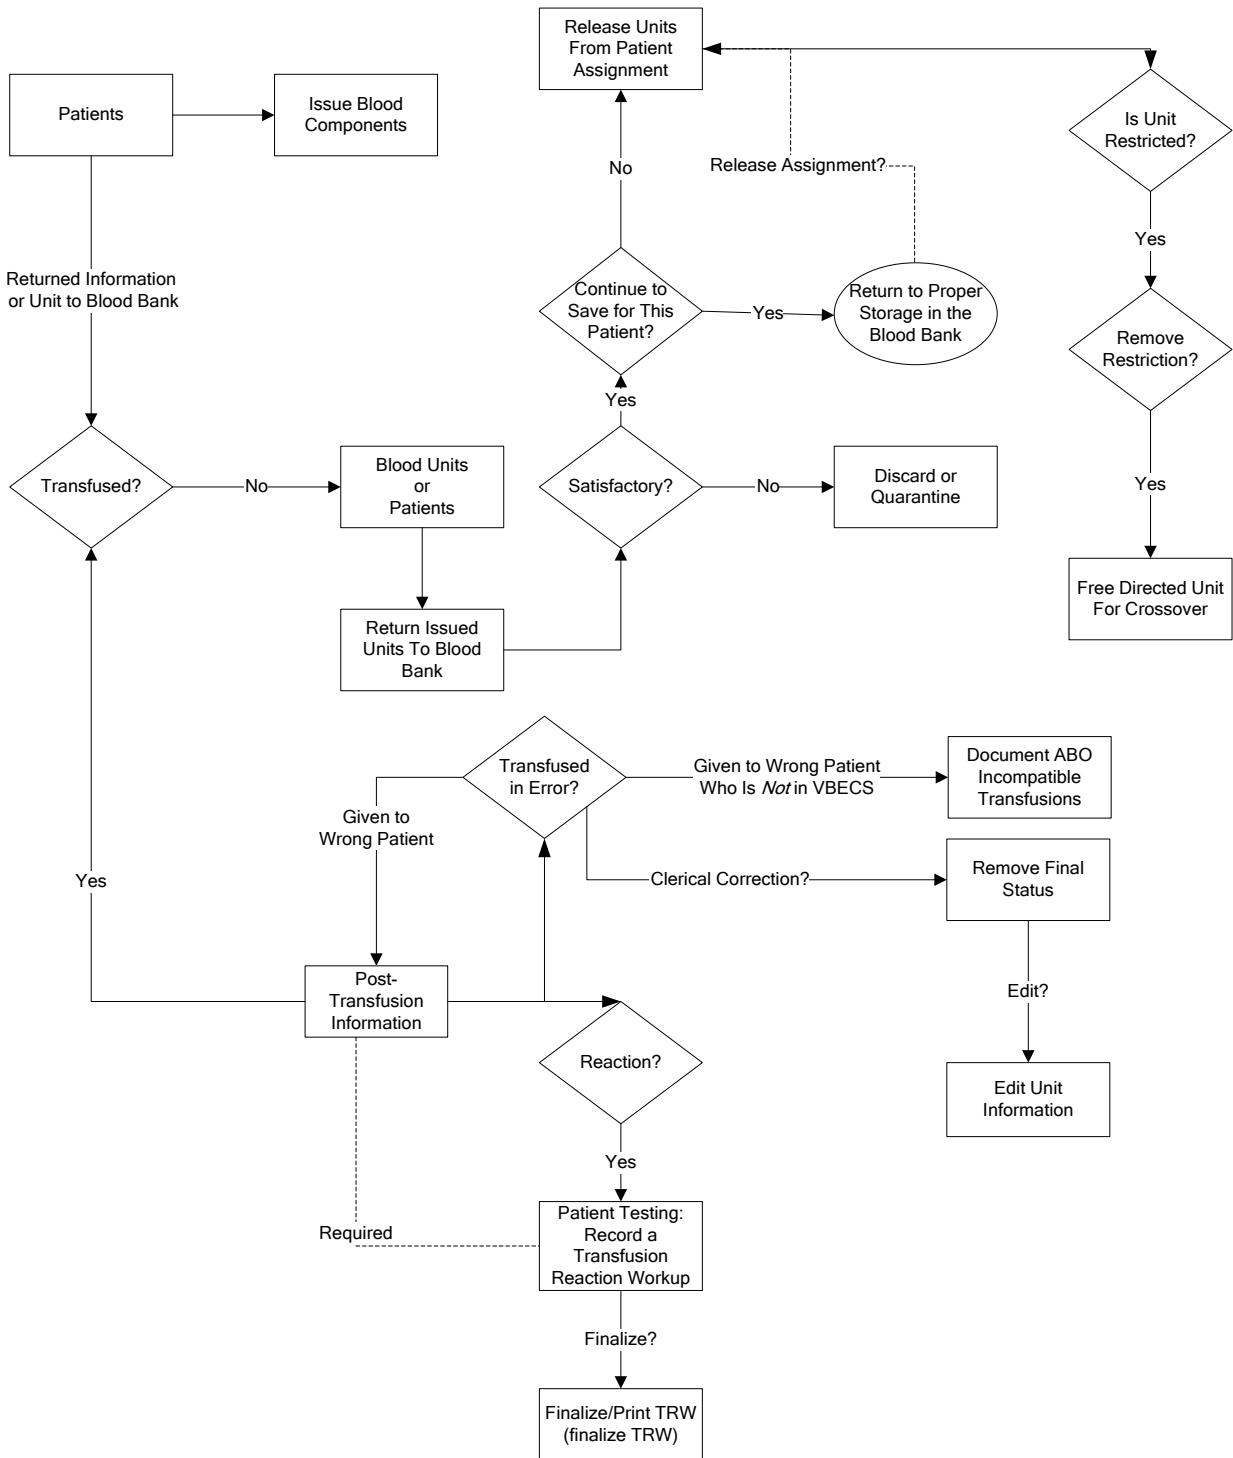 Release Units
From Patient
Assignment
Patients
Issue Blood
Components
Is Unit
Restricted?
No
Release Assignment?
Yes
Returned Information
or Unit to Blood Bank
Continue to
Save for This
Patient?
Yes
Return to Proper
Storage in the
Blood Bank
Remove
Restriction?
Yes
Transfused?
No
Blood Units
or
Patients
Satisfactory?
No
Discard or
Quarantine
Yes
Free Directed Unit
For Crossover
Return Issued
Units To Blood
Bank
Transfused
in Error?
Given to Wrong Patient
Who Is Not in VBECS
Document ABO
Incompatible
Transfusions
Given to
Wrong Patient
Clerical Correction?
Remove Final
Status
Yes
Post-
Transfusion
Information
Edit?
Reaction?
Edit Unit
Information
Yes
Required
Patient Testing:
Record a
Transfusion
Reaction Workup
Finalize?
Finalize/Print TRW
(finalize TRW)